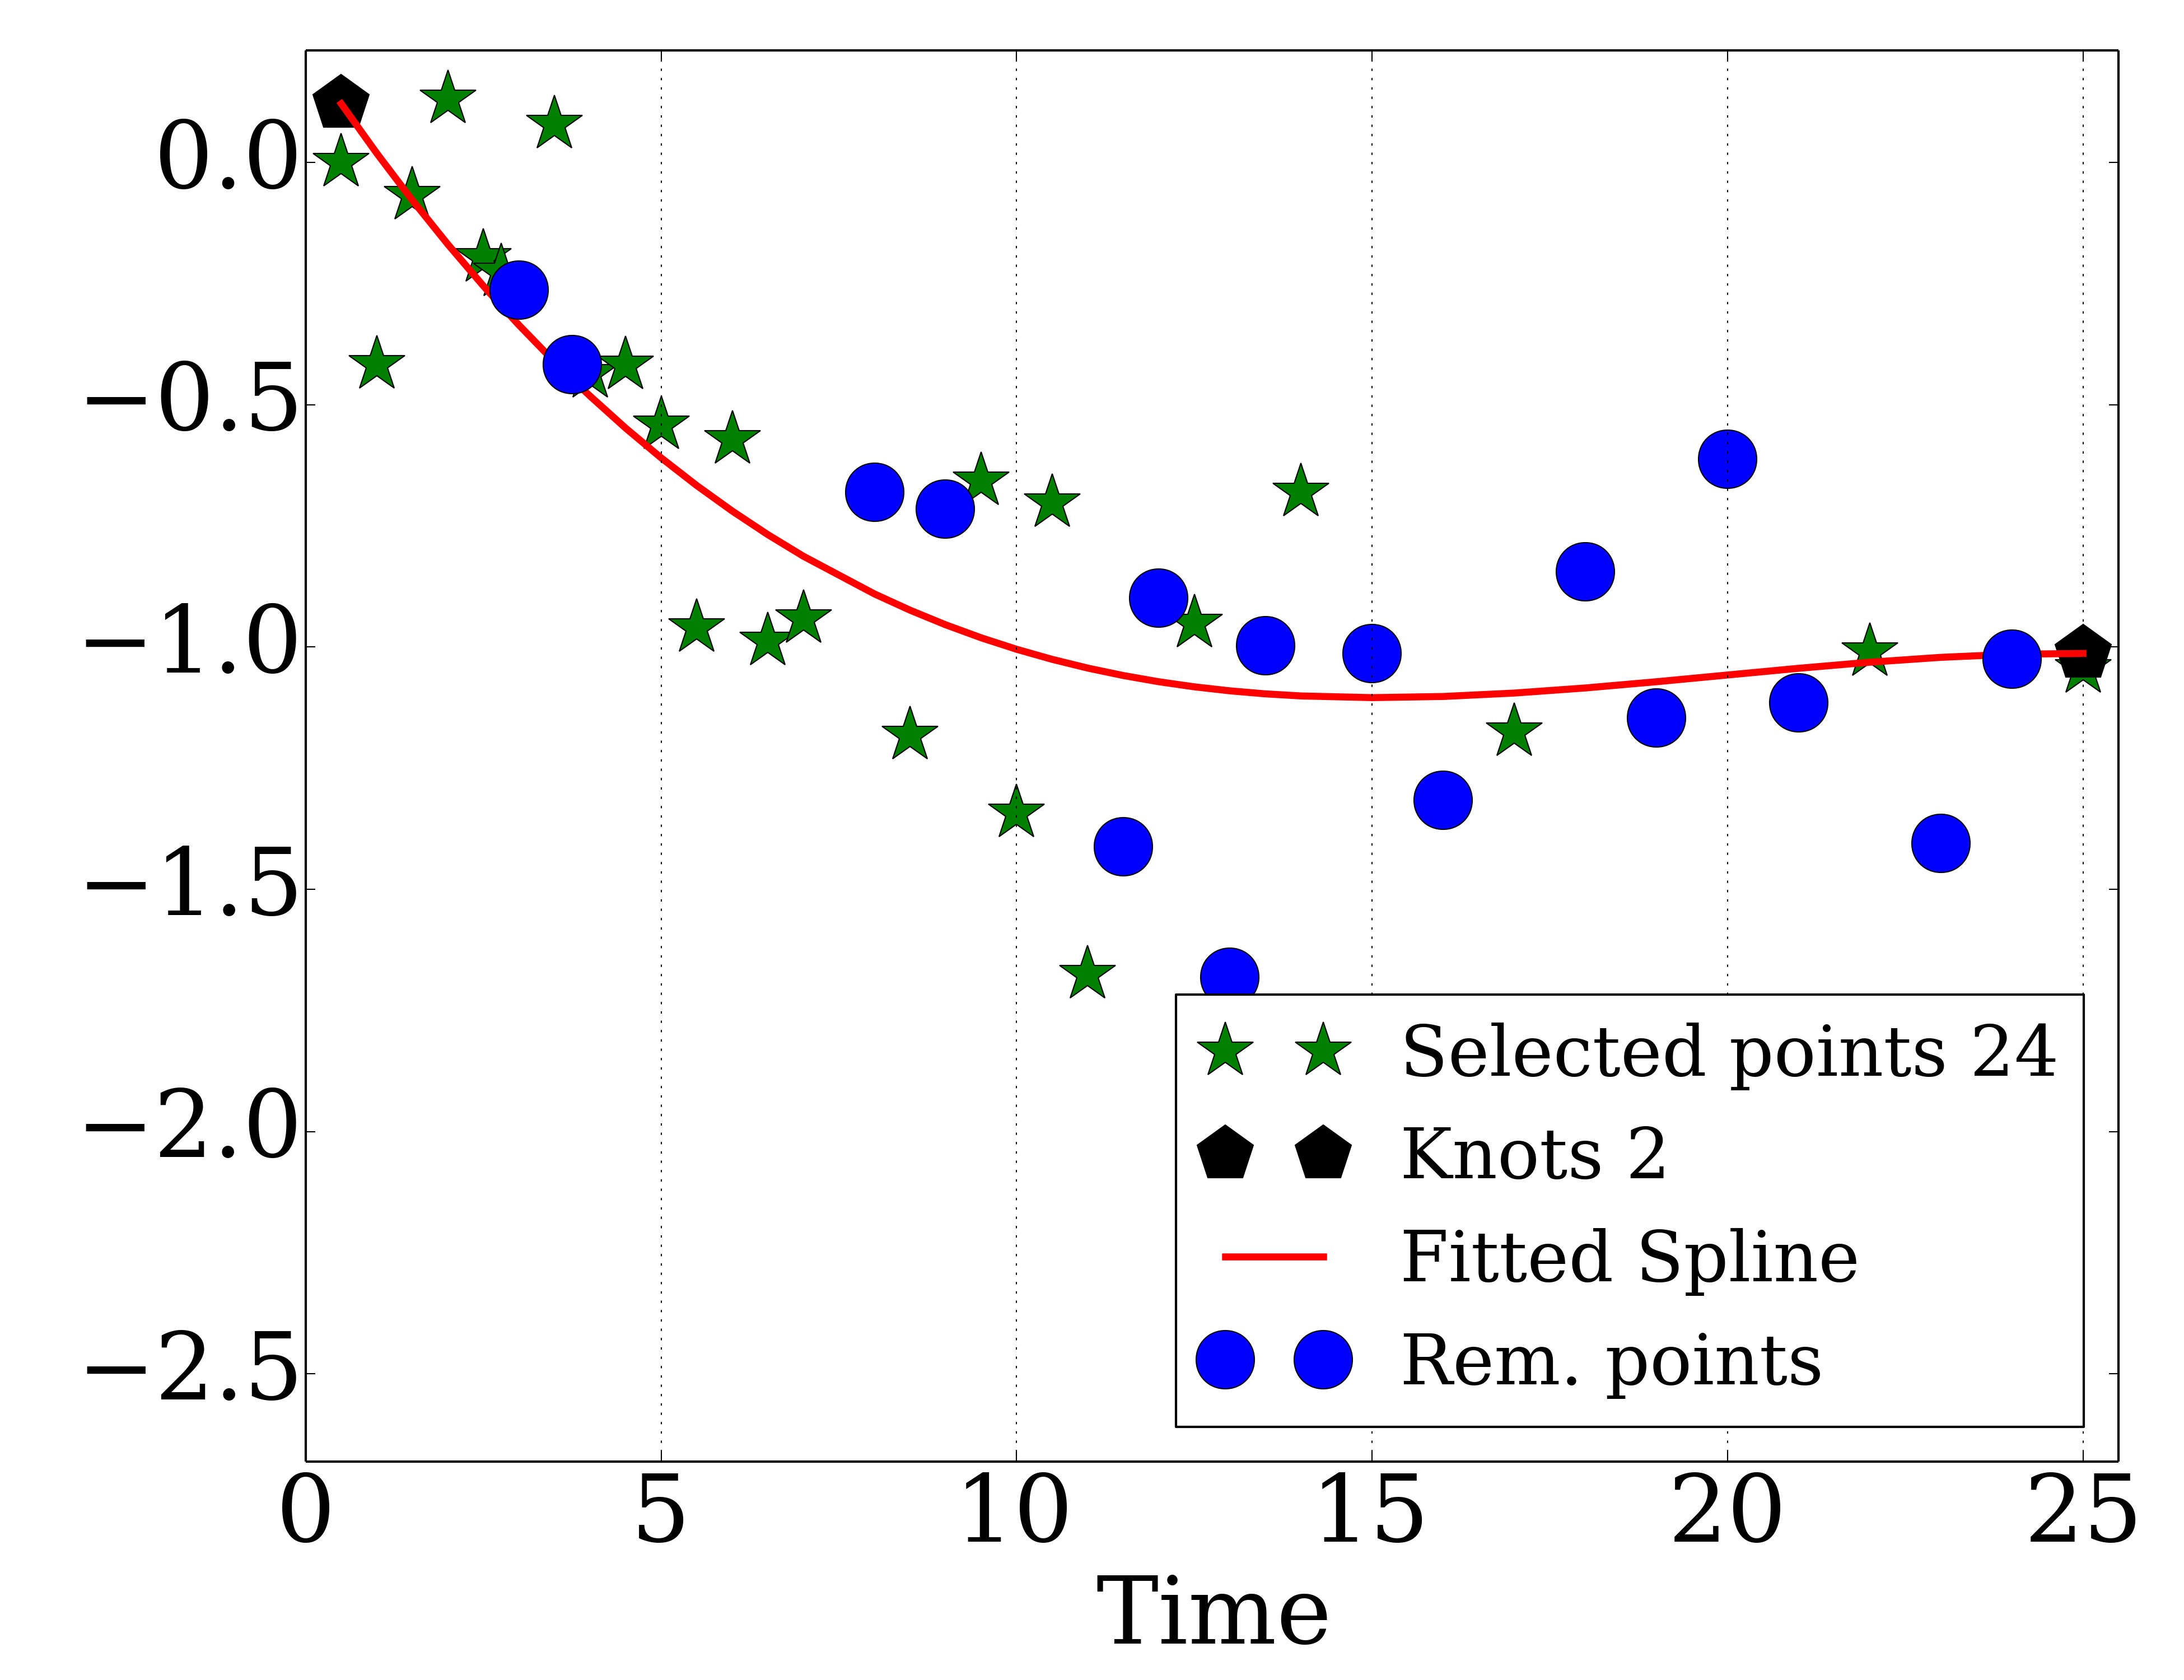 0.0
−0.5
−1.0
−1.5
−2.0
−2.5
Selected points 24
Knots 2
Fitted Spline
Rem. points
0 5 10 15 20 25
Time